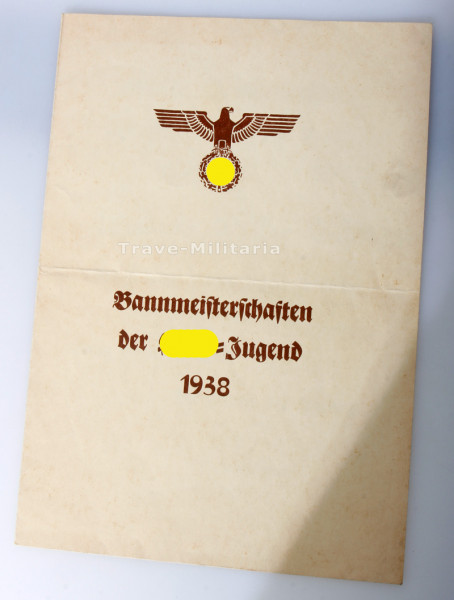 Trave-Militaria
Bannmeisterschaften
der =Jugend
1938